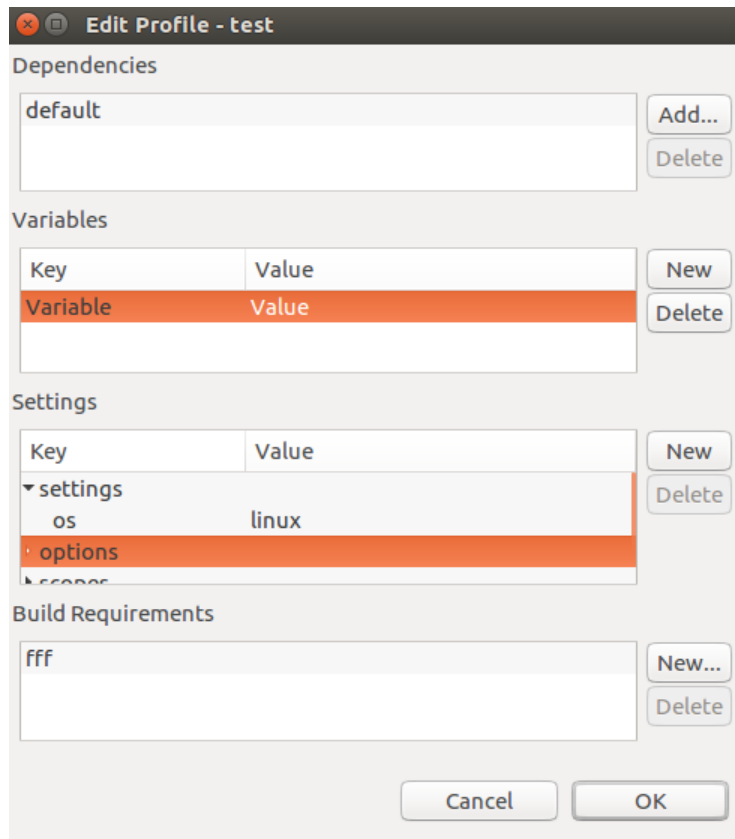 Edit Profile - test
Dependencies
default
Add...
Delete
Variables
Key Value
New
Variable Value
Delete
Settings
Key Value
New
settings
Delete
os linux
options
scopes
Build Requirements
fff
New...
Delete
Cancel OK